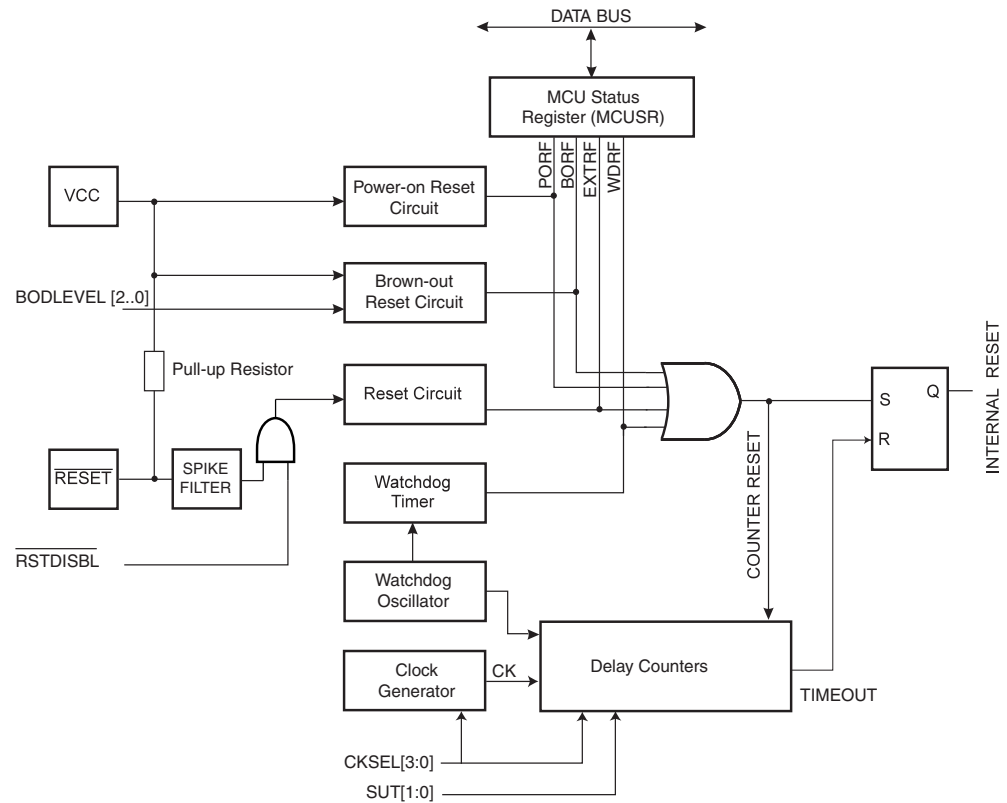 DATA BUS
MCU Status
Register (MCUSR)
PORF
BORF
EXTRF
WDRF
VCC
Power-on Reset
Circuit
BODLEVEL [2..0]
Brown-out
Reset Circuit
Pull-up Resistor
Reset Circuit
S
Q
R
INTERNAL RESET
RESET
SPIKE
FILTER
Watchdog
Timer
COUNTER RESET
RSTDISBL
Watchdog
Oscillator
Clock
Generator
CK
Delay Counters
TIMEOUT
CKSEL[3:0]
SUT[1:0]